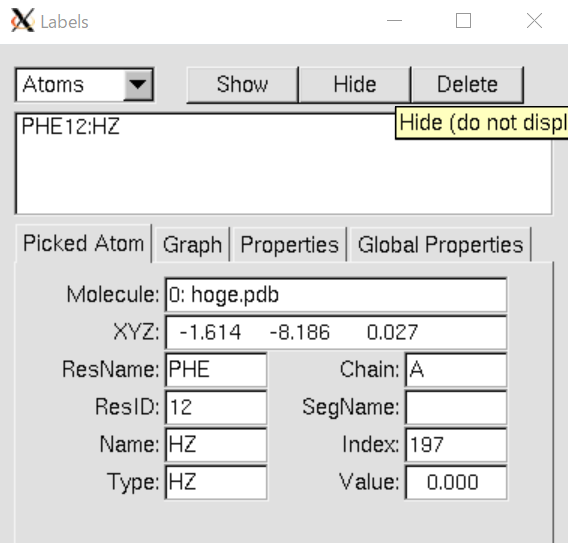 Labels
Atoms Show Hide Delete
Hide (do not displ
PHE12:HZ
Picked Atom Graph Properties Global Properties
Molecule: 0: hoge.pdb
XYZ: -1.614 -8.186 0.027
ResName: PHE Chain: A
ResID: 12 SegName:
Name: HZ Index: 197
Type: HZ Value: 0.000